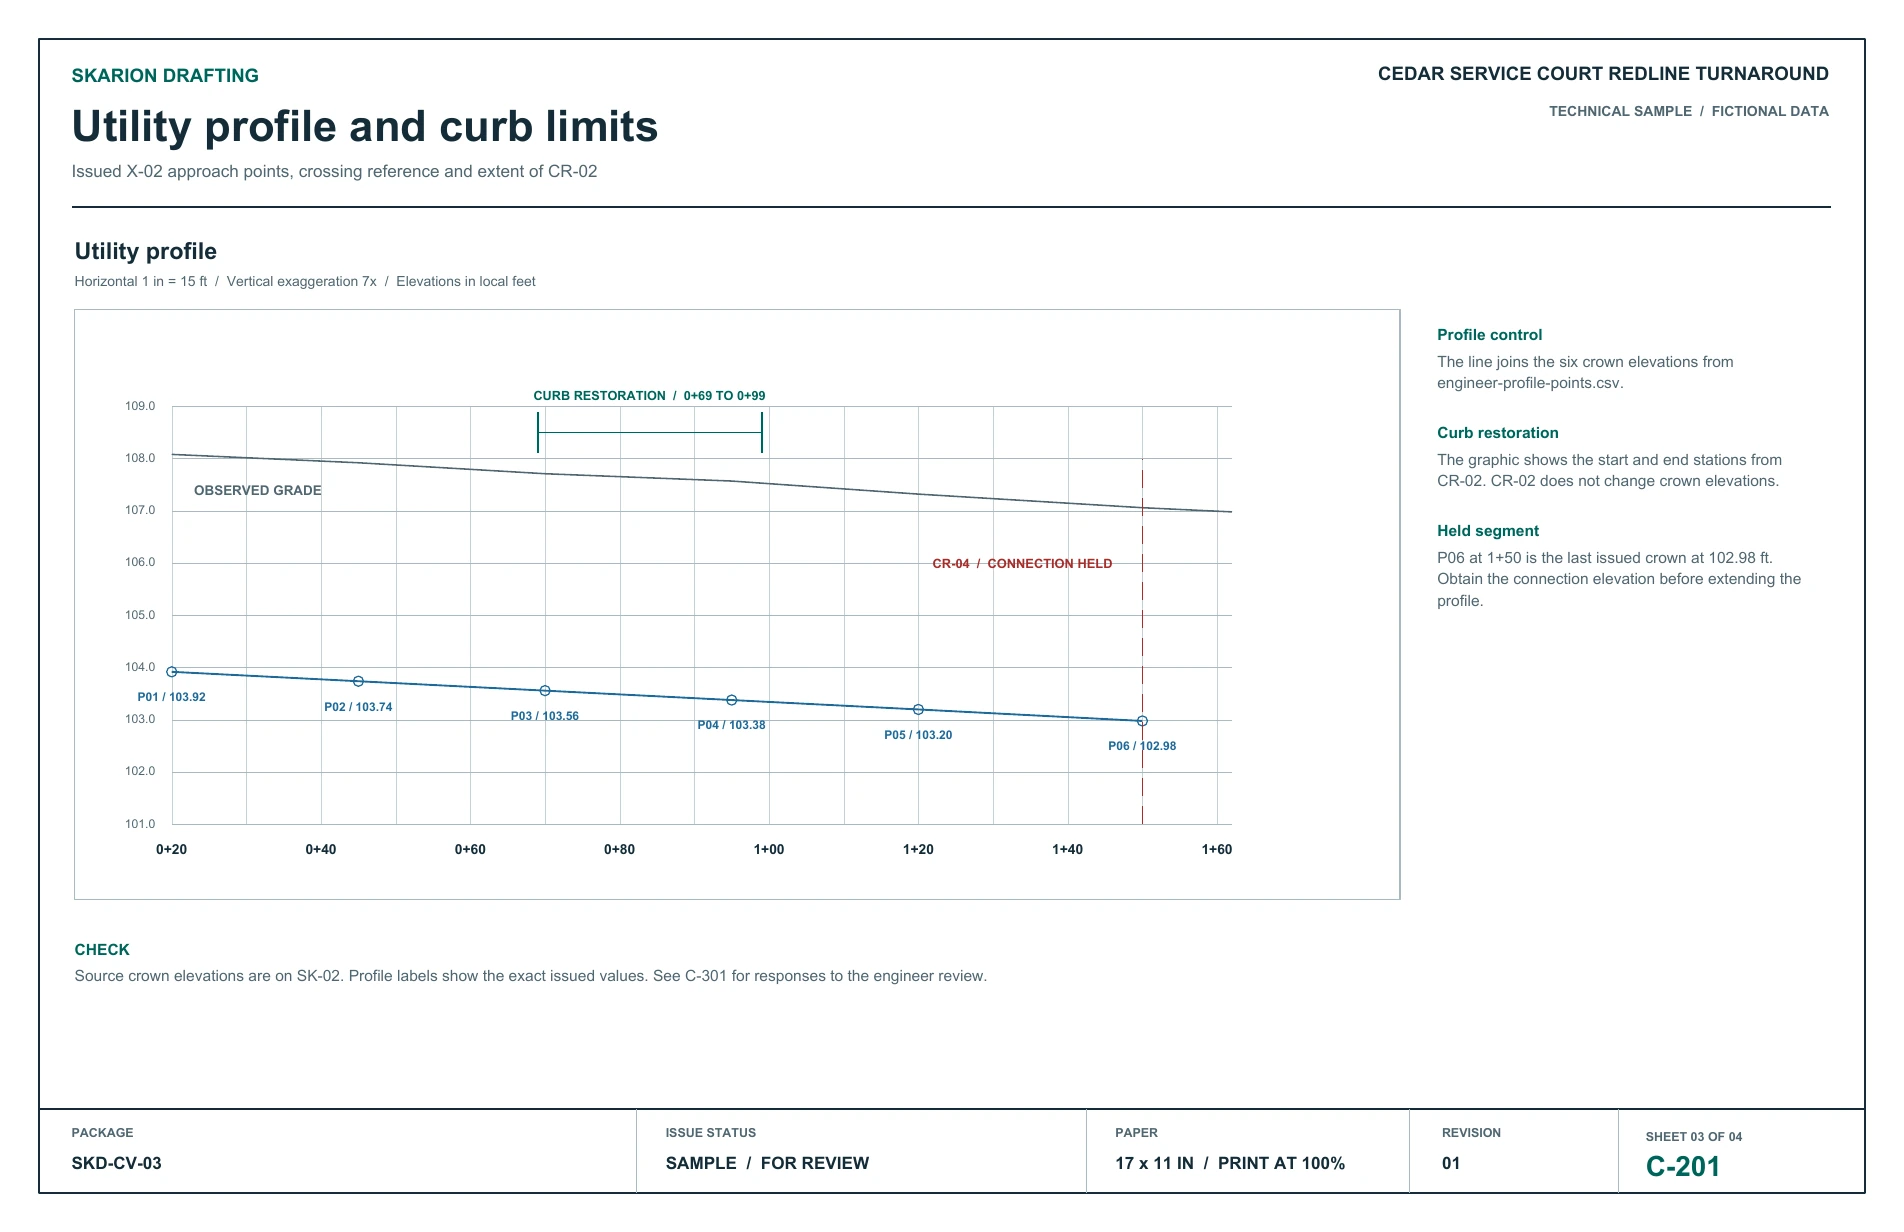 SKARION DRAFTING
CEDAR SERVICE COURT REDLINE TURNAROUND
Utility profile and curb limits
TECHNICAL SAMPLE / FICTIONAL DATA
Issued X-02 approach points, crossing reference and extent of CR-02
Utility profile
Horizontal 1 in = 15 ft / Vertical exaggeration 7x / Elevations in local feet
CURB RESTORATION / 0+69 TO 0+99
109.0
108.0
OBSERVED GRADE
107.0
106.0
CR-04 / CONNECTION HELD
105.0
104.0
P01 / 103.92
P02 / 103.74
P03 / 103.56
103.0
P04 / 103.38
P05 / 103.20
P06 / 102.98
102.0
101.0
0+20 0+40 0+60 0+80 1+00 1+20 1+40 1+60
Profile control
The line joins the six crown elevations from
engineer-profile-points.csv.
Curb restoration
The graphic shows the start and end stations from
CR-02. CR-02 does not change crown elevations.
Held segment
P06 at 1+50 is the last issued crown at 102.98 ft.
Obtain the connection elevation before extending the
profile.
CHECK
Source crown elevations are on SK-02. Profile labels show the exact issued values. See C-301 for responses to the engineer review.
PACKAGE
SKD-CV-03
ISSUE STATUS
SAMPLE / FOR REVIEW
PAPER
17 x 11 IN / PRINT AT 100%
REVISION
01
SHEET 03 OF 04
C-201